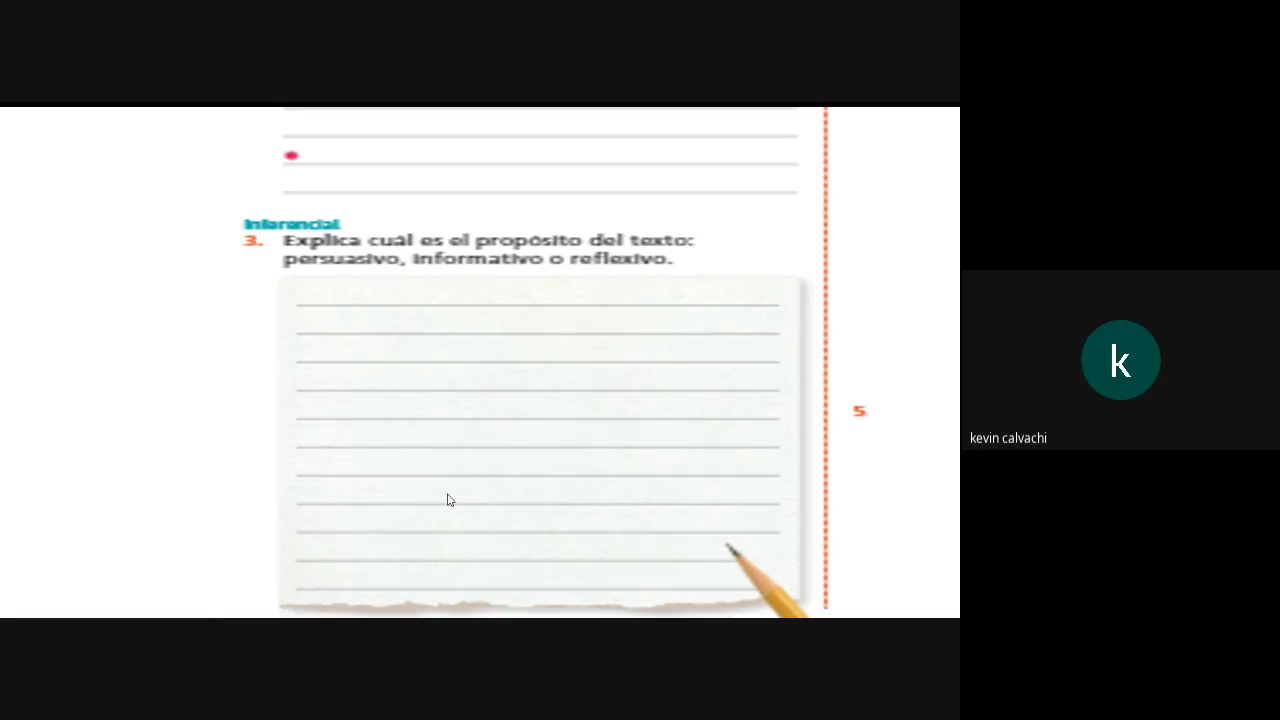 Inferencial
3. Explica cuál es el propósito del texto:
persuasivo, informativo o reflexivo.
5.
k
kevin calvachi